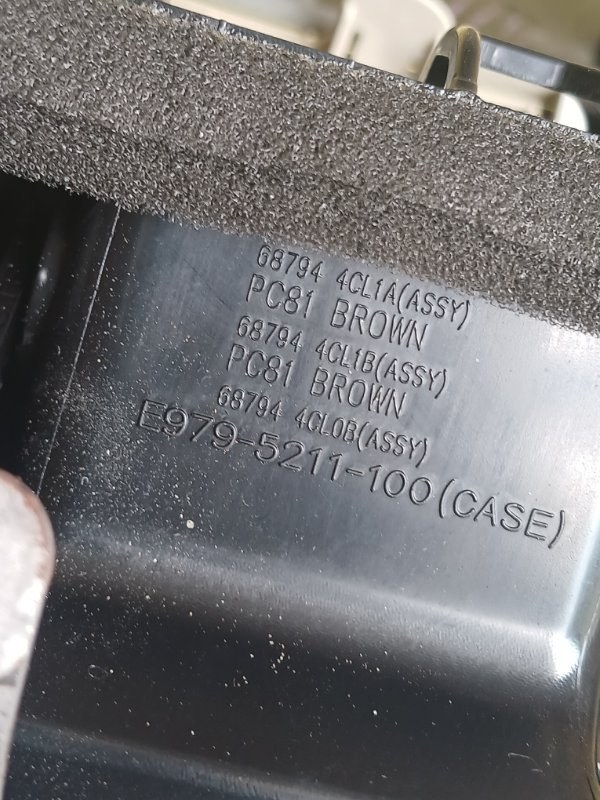 68794 4CL1A(ASSY)
PC81 BROWN
68794 4CL1B(ASSY)
PC81 BROWN
68794 4CL0B(ASSY)
E979-5211-100(CASE)